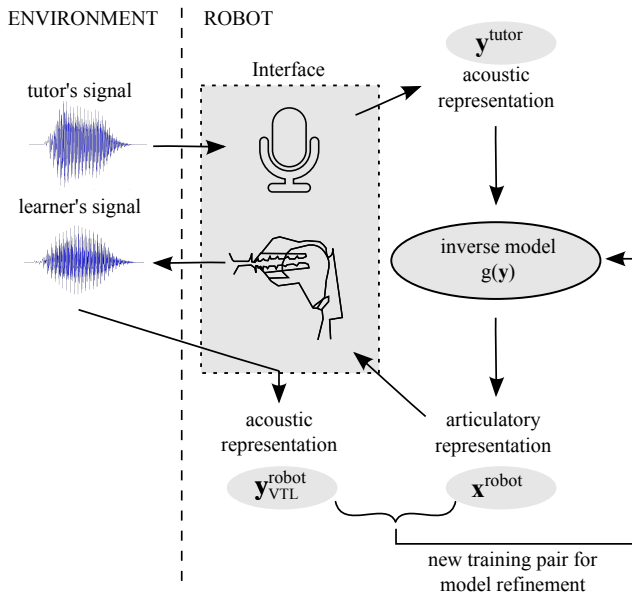 ENVIRONMENT
ROBOT
Interface
y^tutor
acoustic
representation
tutor's signal
learner's signal
inverse model
g(y)
acoustic
representation
articulatory
representation
y^robot_VTL
x^robot
new training pair for
model refinement